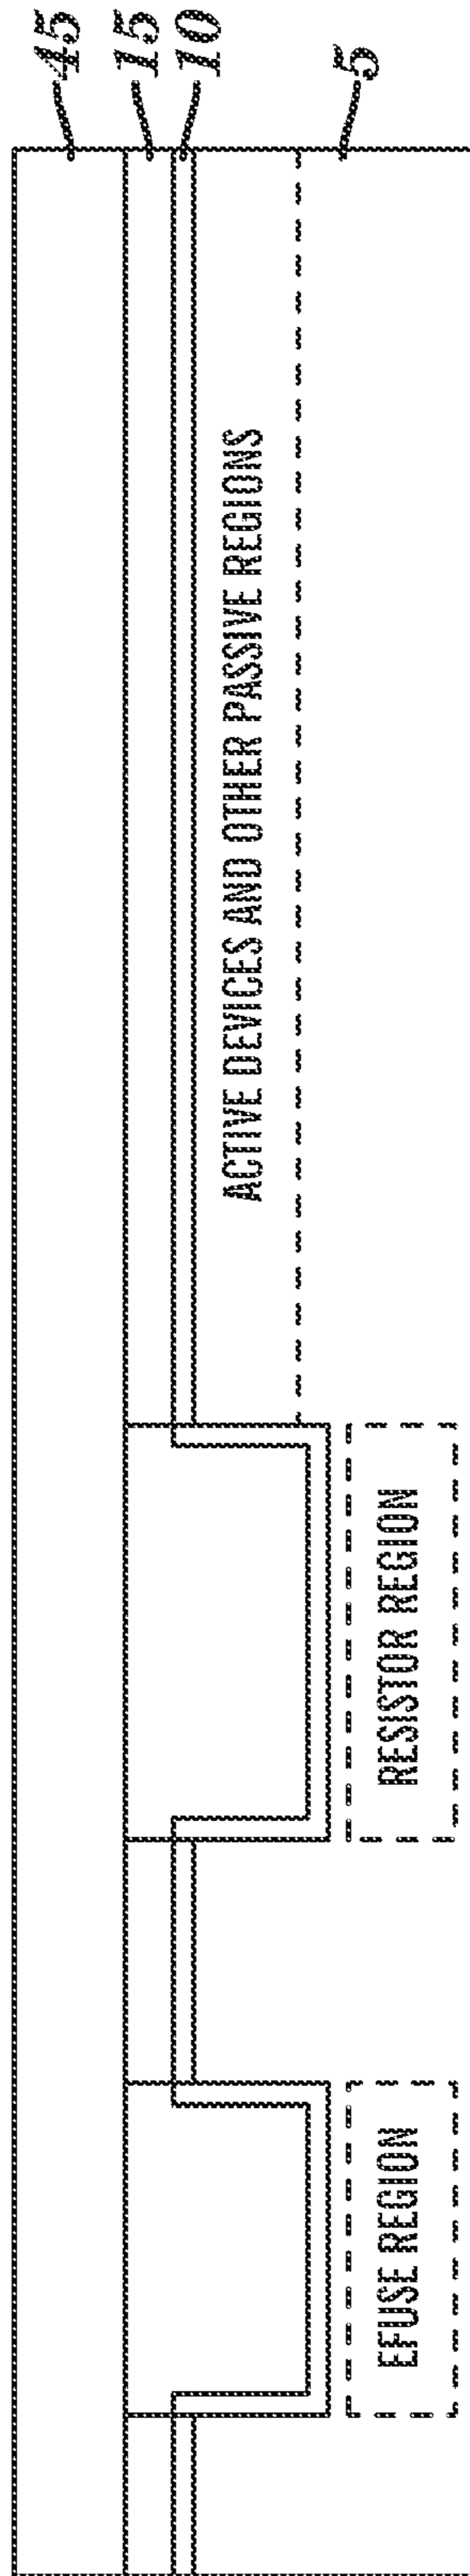 45
15
10
5
ACTIVE DEVICES AND OTHER PASSIVE REGIONS
RESISTOR REGION
EFUSE REGION